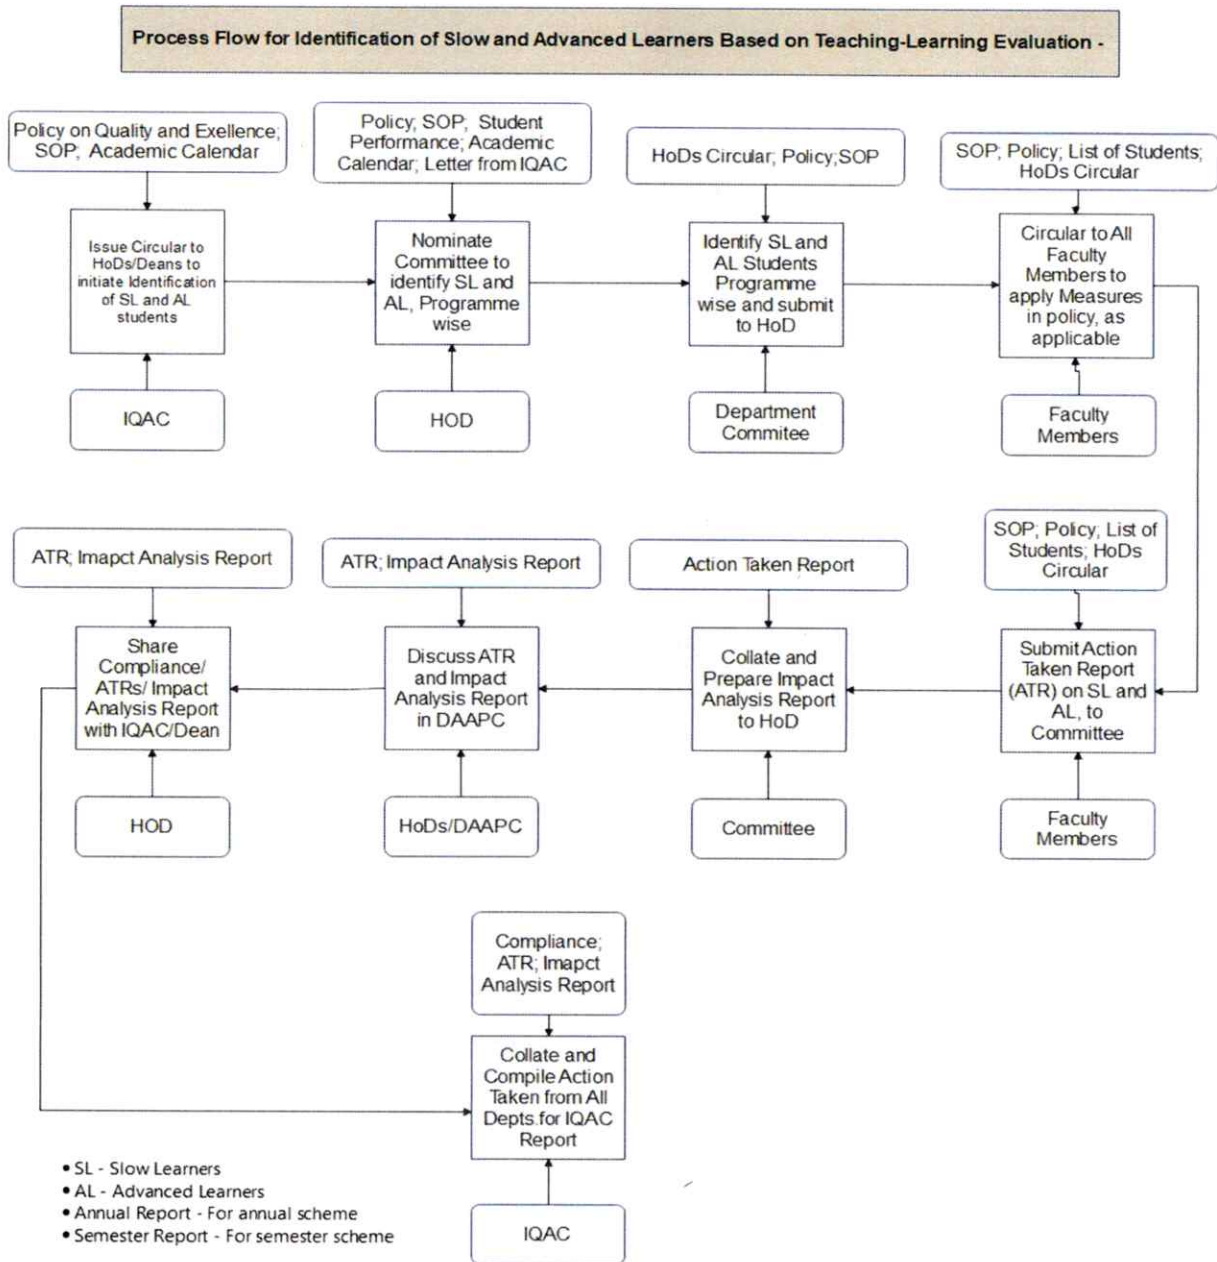 Process Flow for Identification of Slow and Advanced Learners Based on Teaching-Learning Evaluation -
Policy on Quality and Exellence;
SOP; Academic Calendar
Policy; SOP; Student
Performance; Academic
Calendar; Letter from IQAC
HoDs Circular; Policy;SOP
SOP; Policy; List of Students;
HoDs Circular
Issue Circular to
HoDs/Deans to
initiate Identification
of SL and AL
students
Nominate
Committee to
identify SL and
AL, Programme
wise
Identify SL and
AL Students
Programme
wise and submit
to HoD
Circular to All
Faculty
Members to
apply Measures
in policy, as
applicable
IQAC
HOD
Department
Commitee
Faculty
Members
ATR; Imapct Analysis Report
ATR; Impact Analysis Report
Action Taken Report
SOP; Policy; List of
Students; HoDs
Circular
Share
Compliance/
ATRs/ Impact
Analysis Report
with IQAC/Dean
Discuss ATR
and Impact
Analysis Report
in DAAPC
Collate and
Prepare Impact
Analysis Report
to HoD
Submit Action
Taken Report
(ATR) on SL and
AL, to
Committee
HOD
HoDs/DAAPC
Committee
Faculty
Members
Compliance;
ATR; Imapct
Analysis Report
Collate and
Compile Action
Taken from All
Depts.for IQAC
Report
IQAC
• SL - Slow Learners
• AL - Advanced Learners
• Annual Report - For annual scheme
• Semester Report - For semester scheme